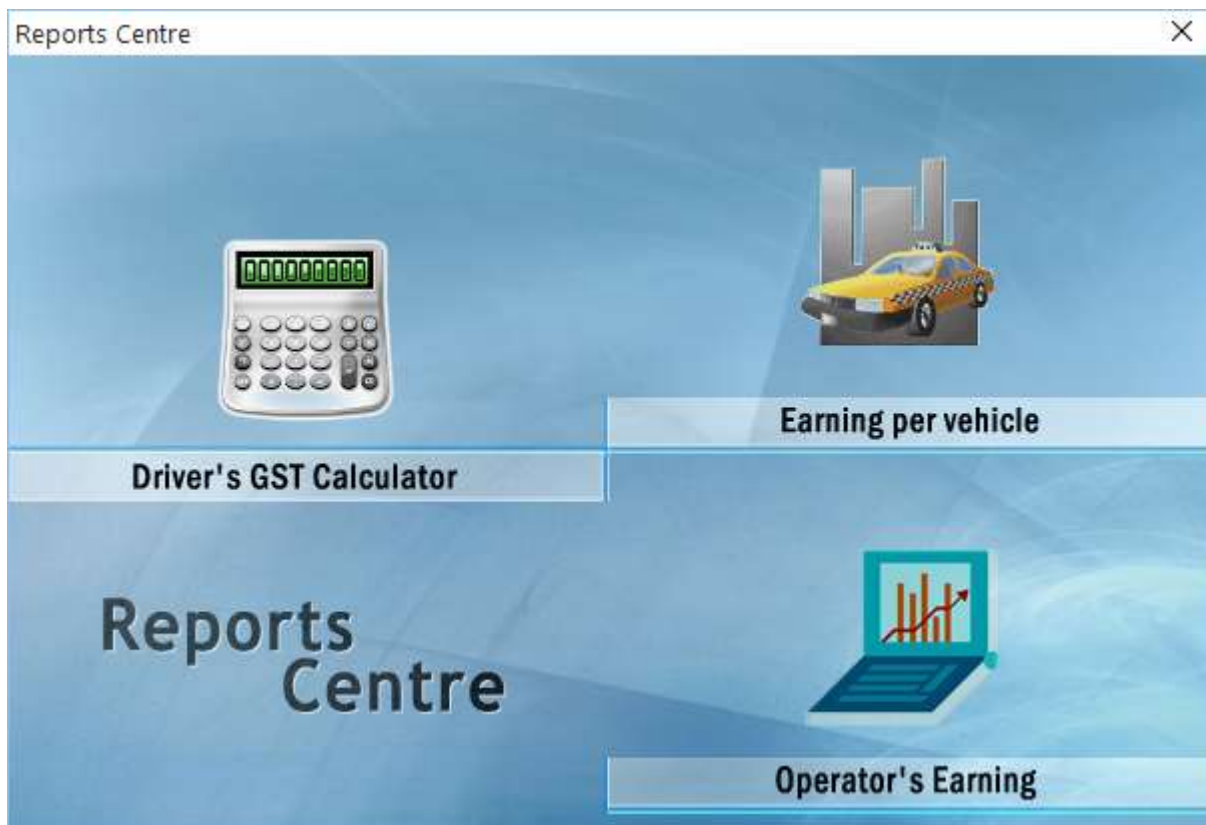 Reports Centre
Earning per vehicle
Driver's GST Calculator
Reports
Centre
Operator's Earning